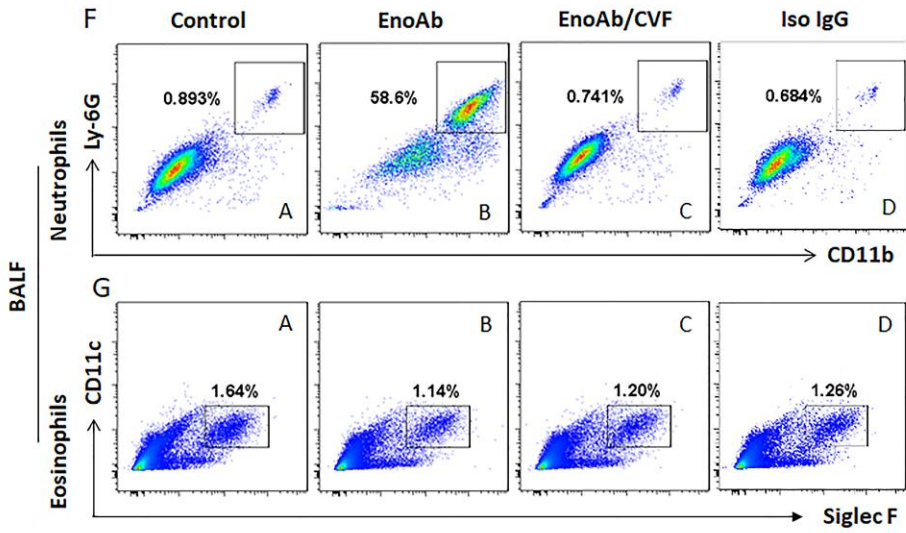 F
Control
EnoAb
EnoAb/CVF
Iso IgG
BALF
Neutrophils
Ly-6G
0.893%
A
58.6%
B
0.741%
C
0.684%
D
CD11b
G
Eosinophils
CD11c
A
1.64%
B
1.14%
C
1.20%
D
1.26%
Siglec F